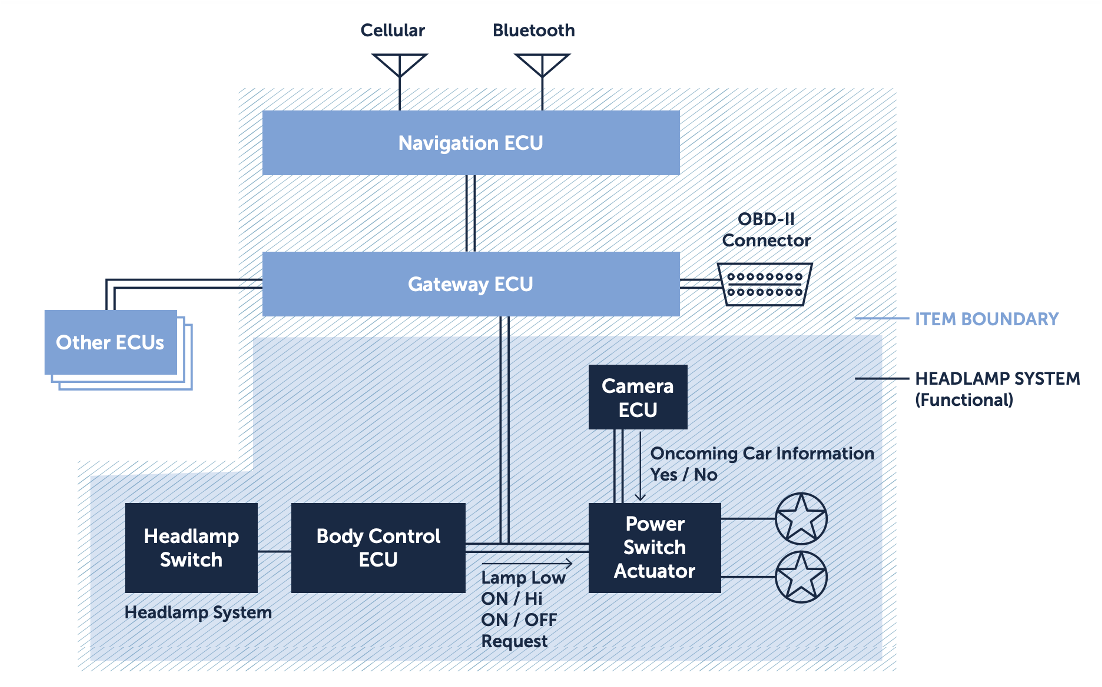 Cellular
Bluetooth
Navigation ECU
OBD-II
Connector
Gateway ECU
Other ECUs
ITEM BOUNDARY
HEADLAMP SYSTEM
(Functional)
Camera
ECU
Oncoming Car Information
Yes / No
Headlamp
Switch
Body Control
ECU
Power
Switch
Actuator
Lamp Low
ON / Hi
ON / OFF
Request
Headlamp System